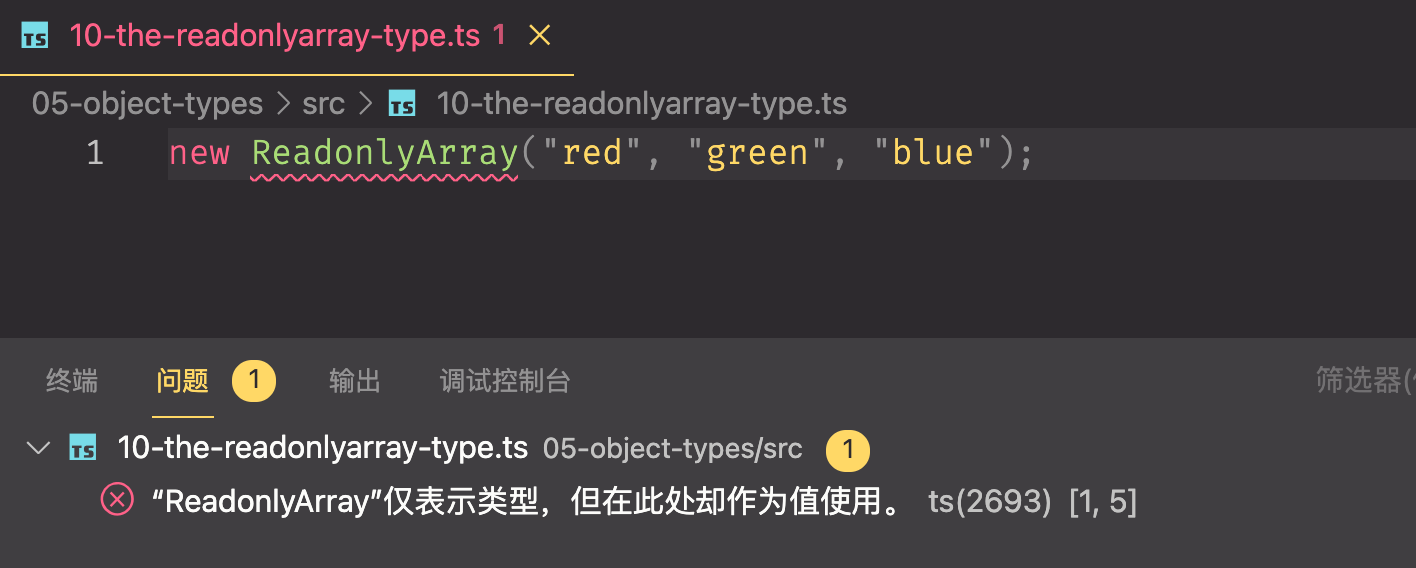 TS 10-the-readonlyarray-type.ts 1
05-object-types > src > TS 10-the-readonlyarray-type.ts
1 new ReadonlyArray("red", "green", "blue");
终端 问题 1 输出 调试控制台 筛选器(
TS 10-the-readonlyarray-type.ts 05-object-types/src 1
“ReadonlyArray”仅表示类型，但在此处却作为值使用。 ts(2693) [1, 5]